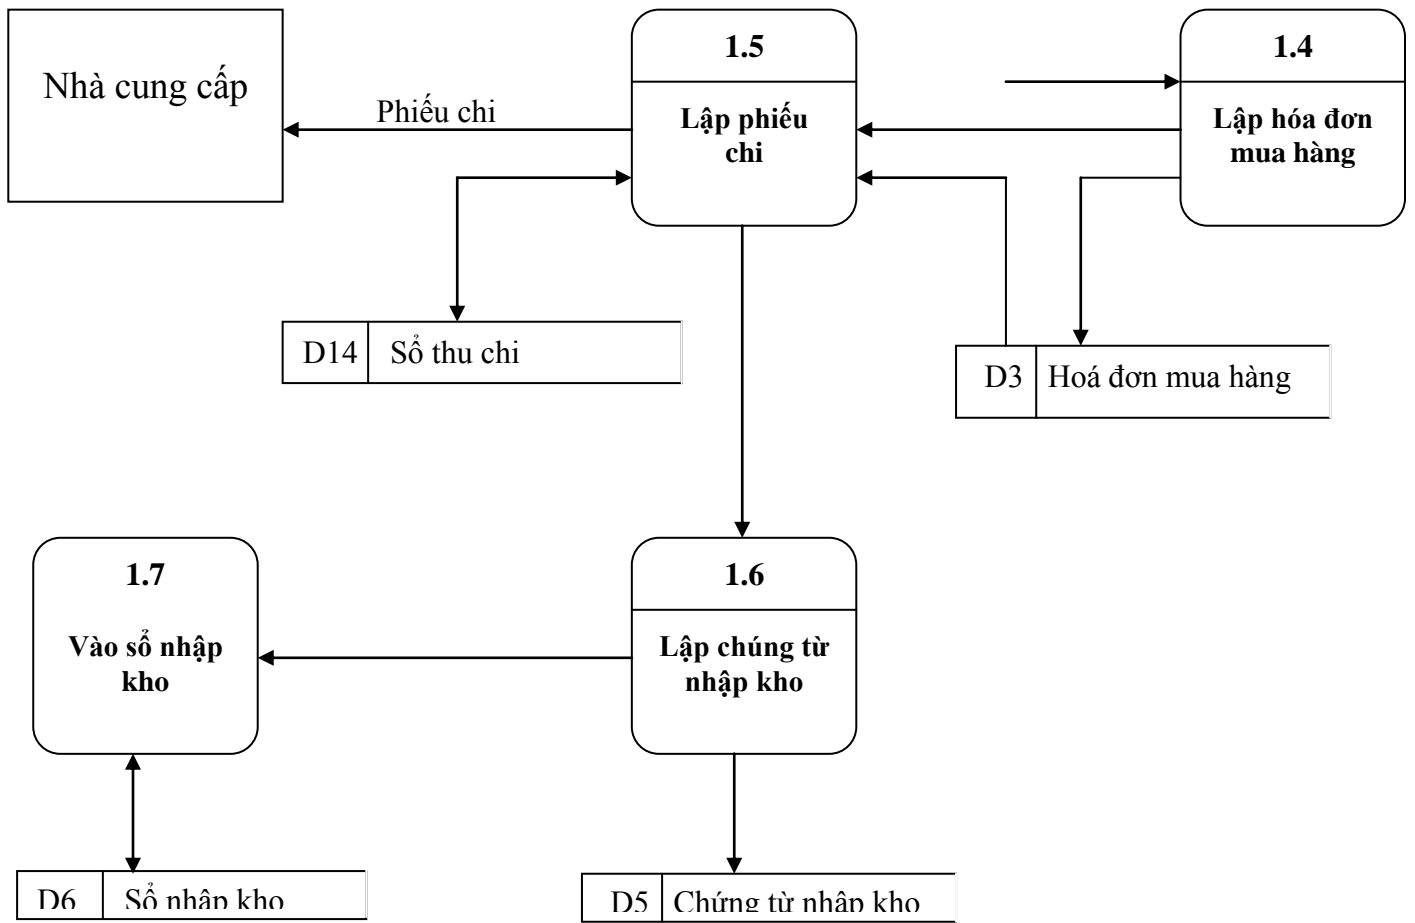 Nhà cung cấp
Phiếu chi
1.5
Lập phiếu
chi
1.4
Lập hóa đơn
mua hàng
D14 Sổ thu chi
D3 Hoá đơn mua hàng
1.7
Vào sổ nhập
kho
1.6
Lập chúng từ
nhập kho
D6 Sổ nhập kho
D5 Chứng từ nhập kho